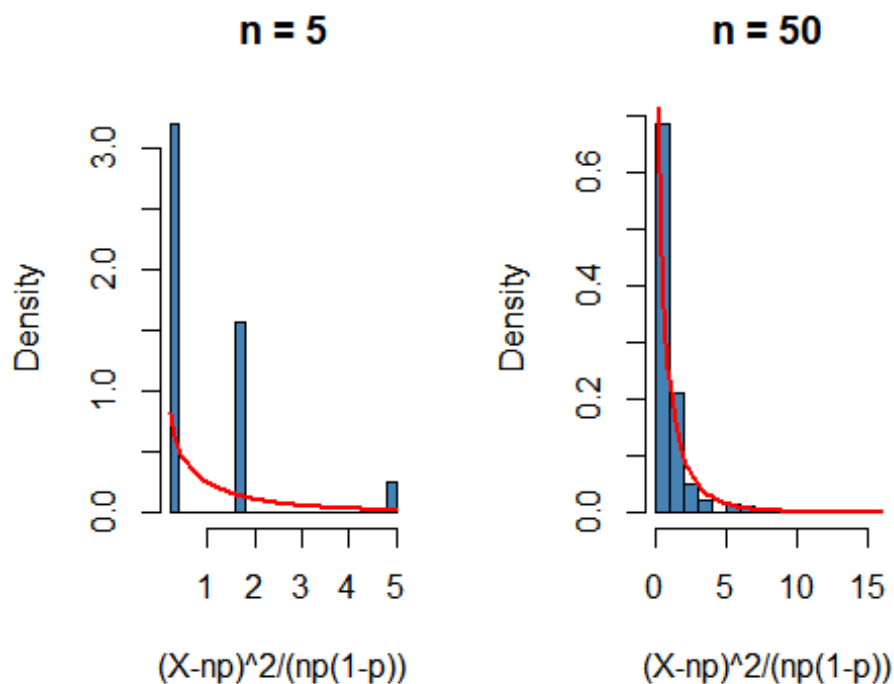 n = 5
Density
0.0 1.0 2.0 3.0
1 2 3 4 5
(X-np)^2/(np(1-p))
n = 50
Density
0.0 0.2 0.4 0.6
0 5 10 15
(X-np)^2/(np(1-p))